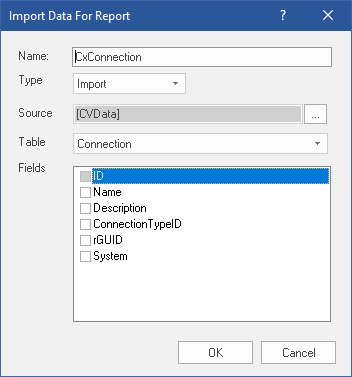 Import Data For Report ? ×
Name: CxConnection
Type Import
Source [CVData] ...
Table Connection
Fields ID
Name
Description
ConnectionTypeID
rGUID
System
OK Cancel